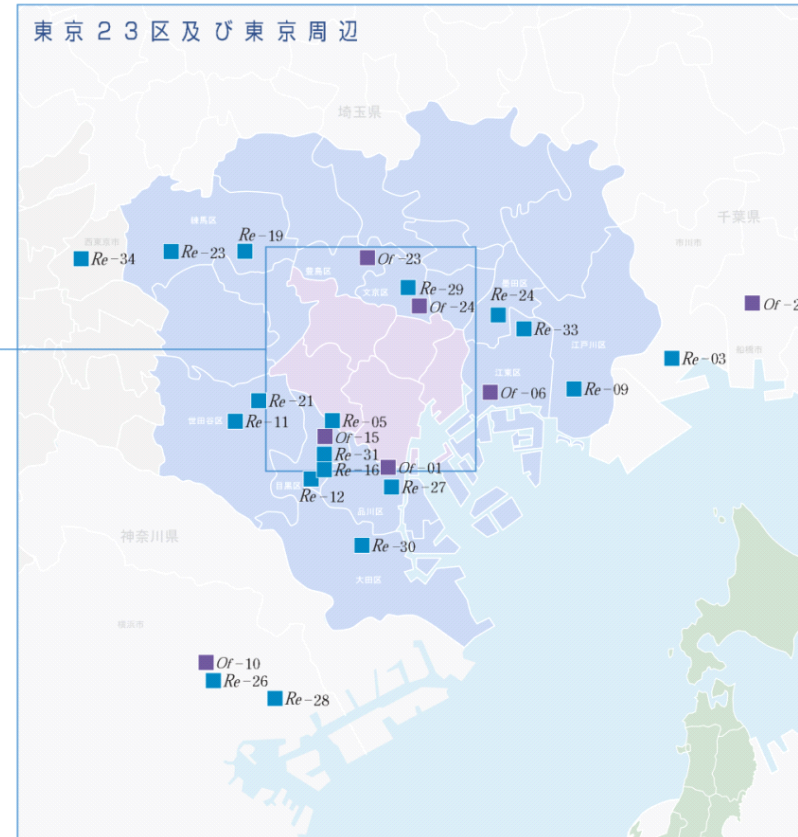 東京23区及び東京周辺
埼玉県
千葉県
練馬区
西東京市
市川市
Re-19
Re-23
Re-34
Of-23
豊島区
文京区
墨田区
Re-29
Re-24
Of-24
Of-2
Re-33
江戸川区
船橋市
Re-03
江東区
Of-06
Re-09
Re-21
世田谷区
Re-11
Re-05
Of-15
Re-31
Re-16
Of-01
目黒区
Re-12
Re-27
品川区
神奈川県
Re-30
大田区
横浜市
Of-10
Re-26
Re-28